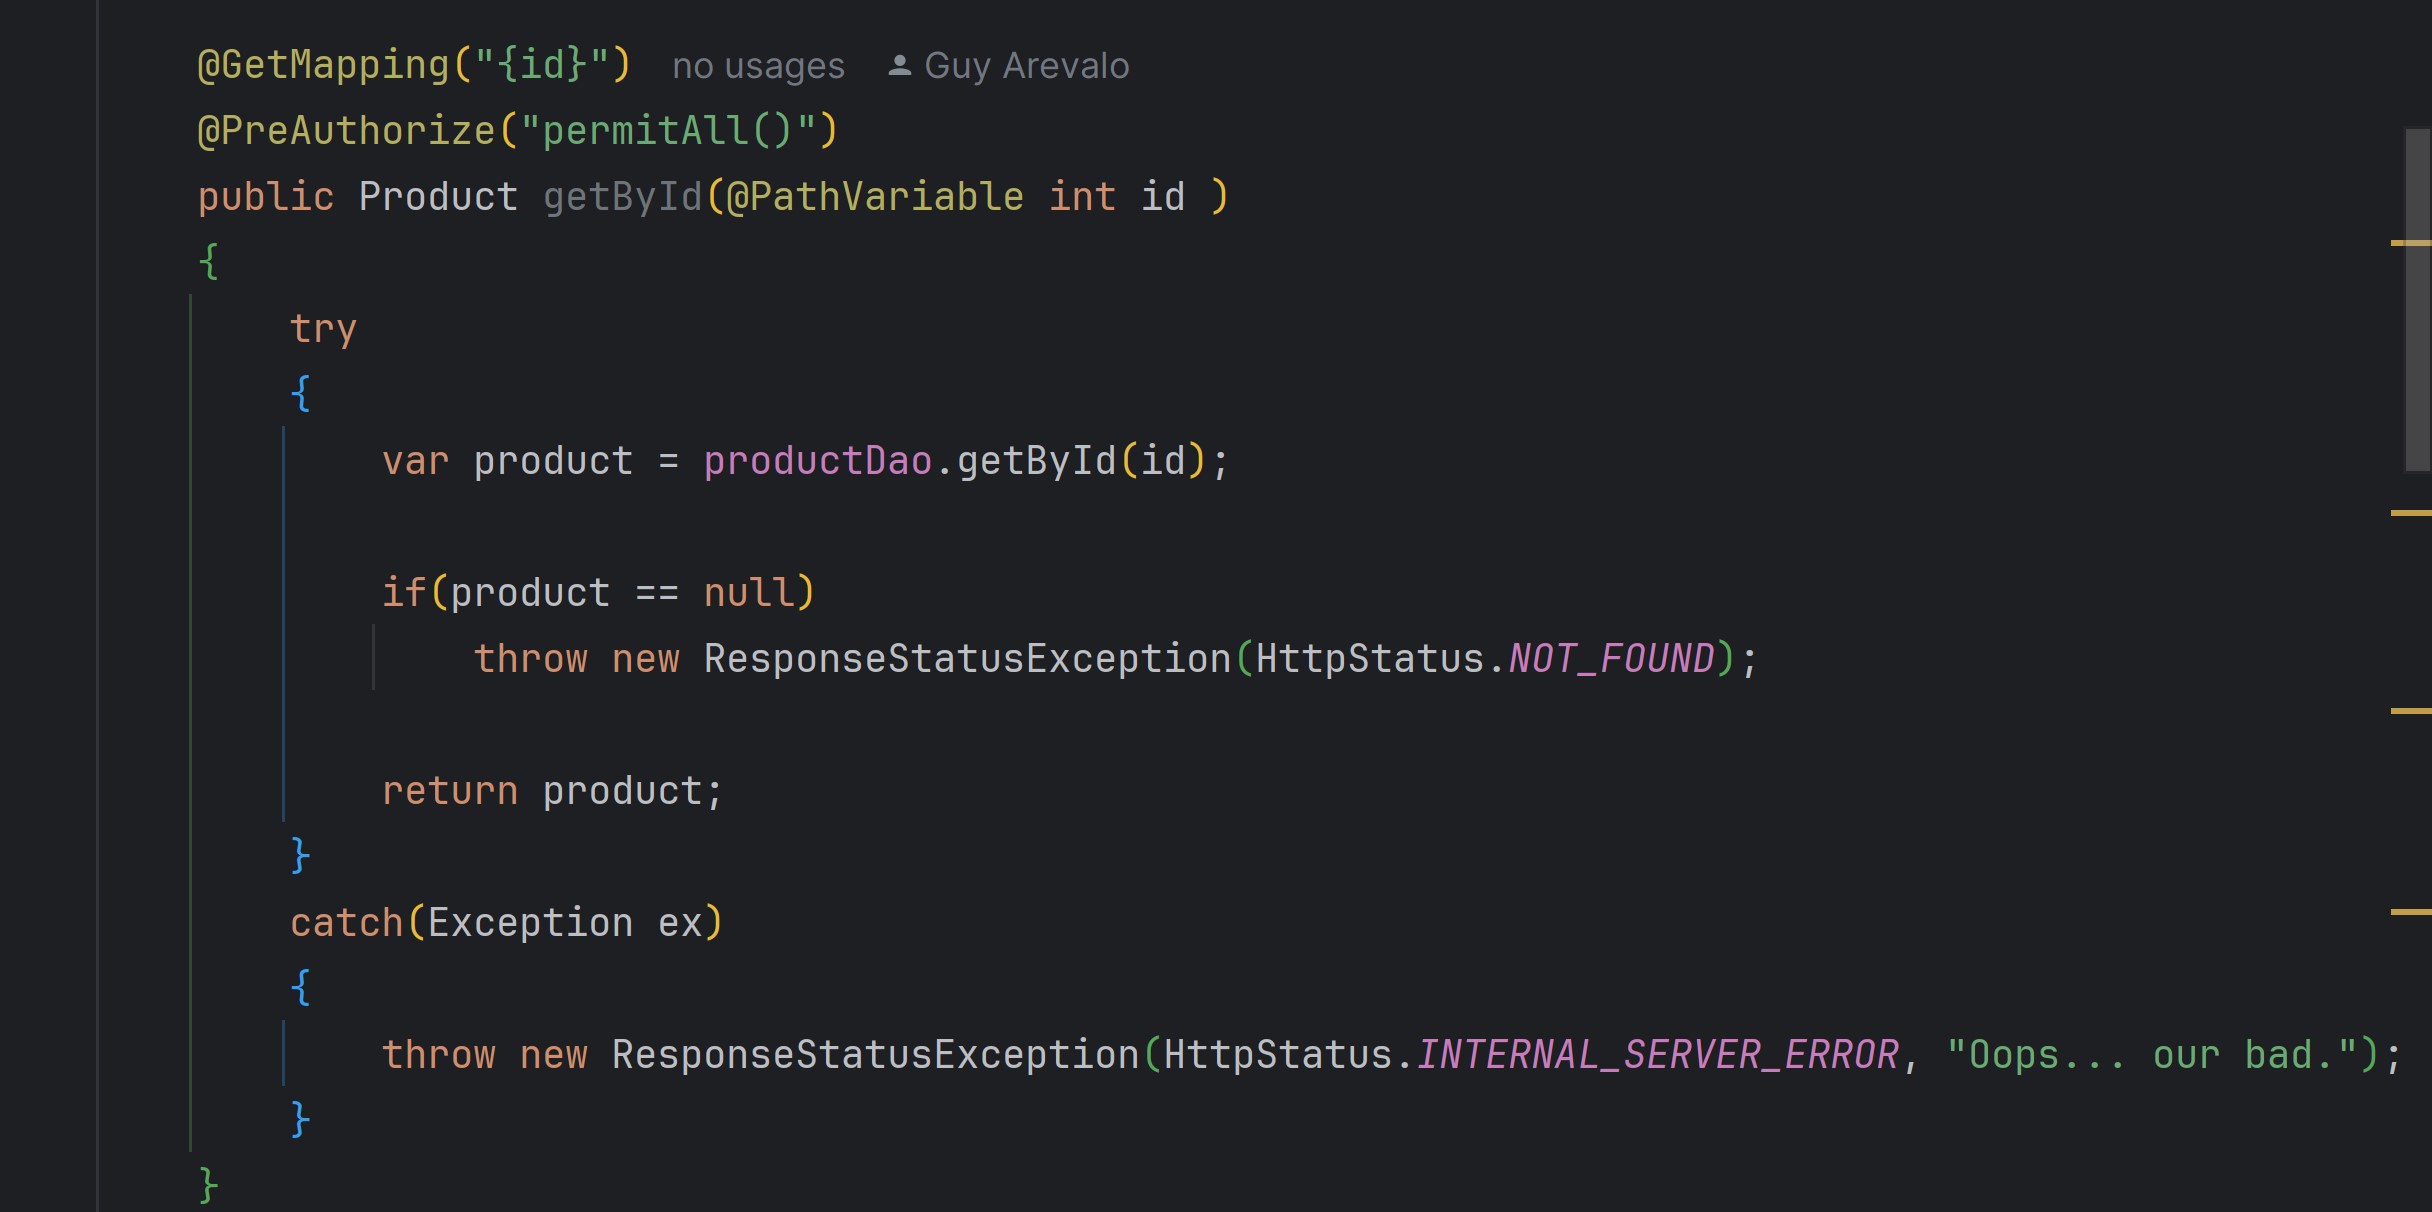 @GetMapping("{id}") no usages Guy Arevalo
@PreAuthorize("permitAll()")
public Product getById(@PathVariable int id )
{
try
{
var product = productDao.getById(id);
if(product == null)
throw new ResponseStatusException(HttpStatus.NOT_FOUND);
return product;
}
catch(Exception ex)
{
throw new ResponseStatusException(HttpStatus.INTERNAL_SERVER_ERROR, "Oops... our bad.");
}
}